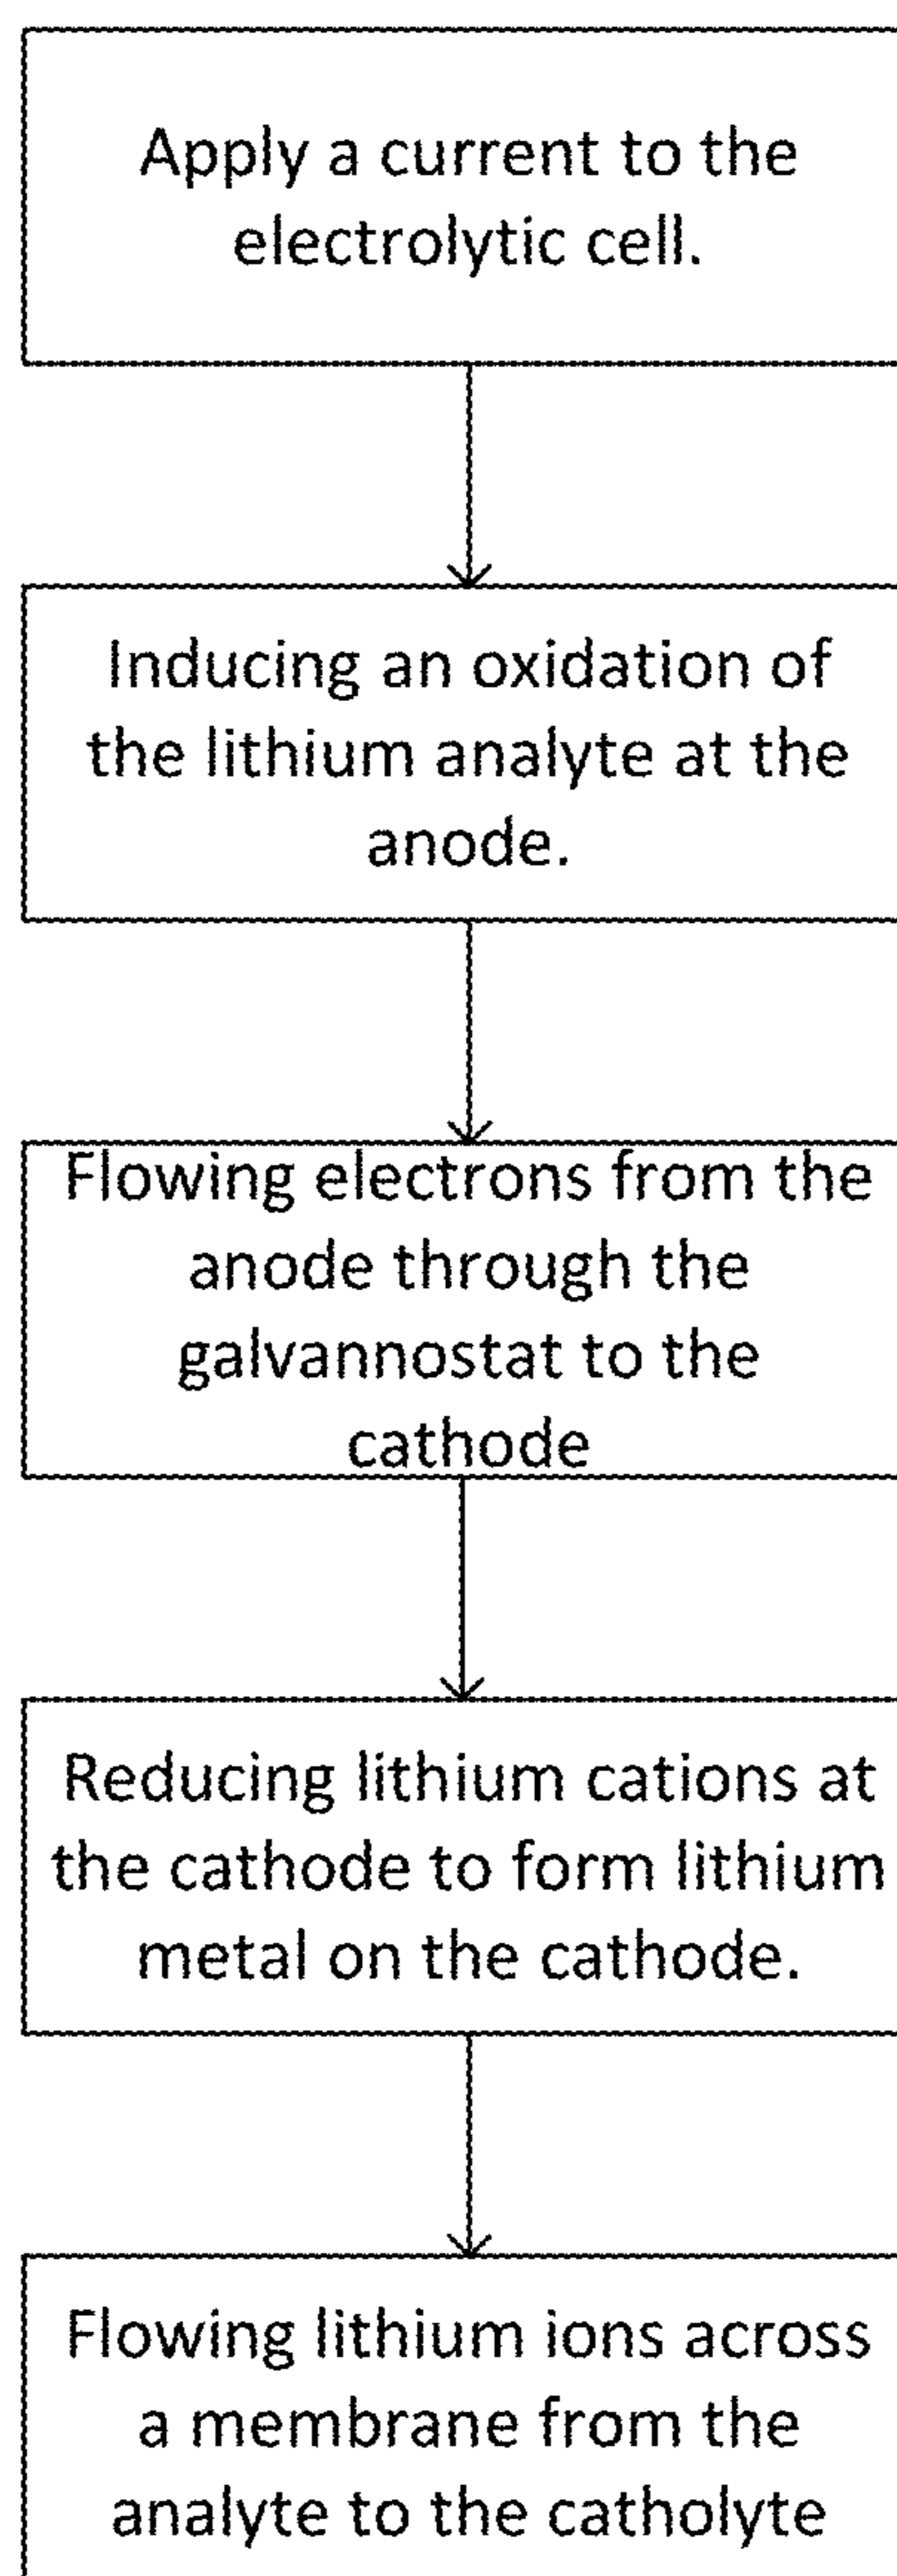 Apply a current to the
electrolytic cell.
Inducing an oxidation of
the lithium analyte at the
anode.
Flowing electrons from the
anode through the
galvannostat to the
cathode
Reducing lithium cations at
the cathode to form lithium
metal on the cathode.
Flowing lithium ions across
a membrane from the
analyte to the catholyte